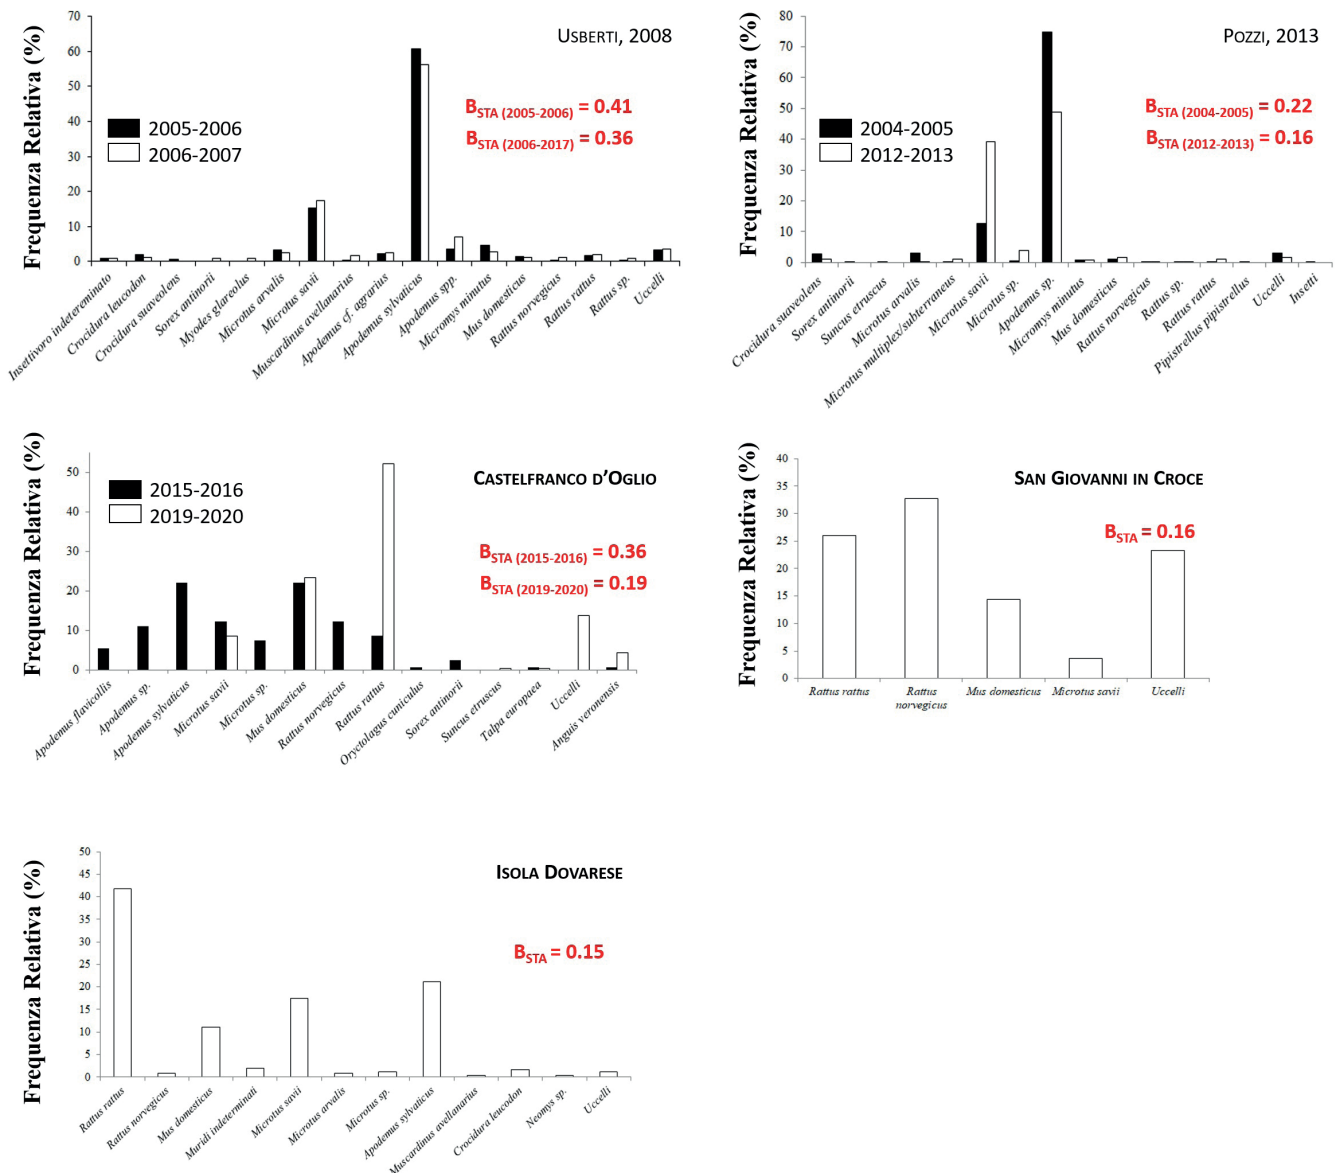 USBERTI, 2008
Frequenza Relativa (%)
70
60
50
40
30
20
10
0
2005-2006
2006-2007
BSTA (2005-2006) = 0.41
BSTA (2006-2017) = 0.36
Insettivoro indeterminato
Crocidura leucodon
Crocidura suaveolens
Sorex antinorii
Myodes glareolus
Microtus arvalis
Microtus savii
Muscardinus avellanarius
Apodemus cf. agrarius
Apodemus sylvaticus
Apodemus spp.
Micromys minutus
Mus domesticus
Rattus norvegicus
Rattus rattus
Rattus sp.
Uccelli
POZZI, 2013
Frequenza Relativa (%)
80
70
60
50
40
30
20
10
0
2004-2005
2012-2013
BSTA (2004-2005) = 0.22
BSTA (2012-2013) = 0.16
Crocidura suaveolens
Sorex antinorii
Suncus etruscus
Microtus arvalis
Microtus multiplex/subterraneus
Microtus savii
Microtus sp.
Apodemus sp.
Micromys minutus
Mus domesticus
Rattus norvegicus
Rattus sp.
Rattus rattus
Pipistrellus pipistrellus
Uccelli
Insetti
CASTELFRANCO D'OGLIO
Frequenza Relativa (%)
50
40
30
20
10
0
2015-2016
2019-2020
BSTA (2015-2016) = 0.36
BSTA (2019-2020) = 0.19
Apodemus flavicollis
Apodemus sp.
Apodemus sylvaticus
Microtus savii
Microtus sp.
Mus domesticus
Rattus norvegicus
Rattus rattus
Oryctolagus cuniculus
Sorex antinorii
Suncus etruscus
Talpa europaea
Uccelli
Anguis veronensis
SAN GIOVANNI IN CROCE
Frequenza Relativa (%)
40
35
30
25
20
15
10
5
0
BSTA = 0.16
Rattus rattus
Rattus
norvegicus
Mus domesticus
Microtus savii
Uccelli
ISOLA DOVARESE
Frequenza Relativa (%)
50
45
40
35
30
25
20
15
10
5
0
BSTA = 0.15
Rattus rattus
Rattus norvegicus
Mus domesticus
Muridi indeterminati
Microtus savii
Microtus arvalis
Microtus sp.
Apodemus sylvaticus
Muscardinus avellanarius
Crocidura leucodon
Neomys sp.
Uccelli